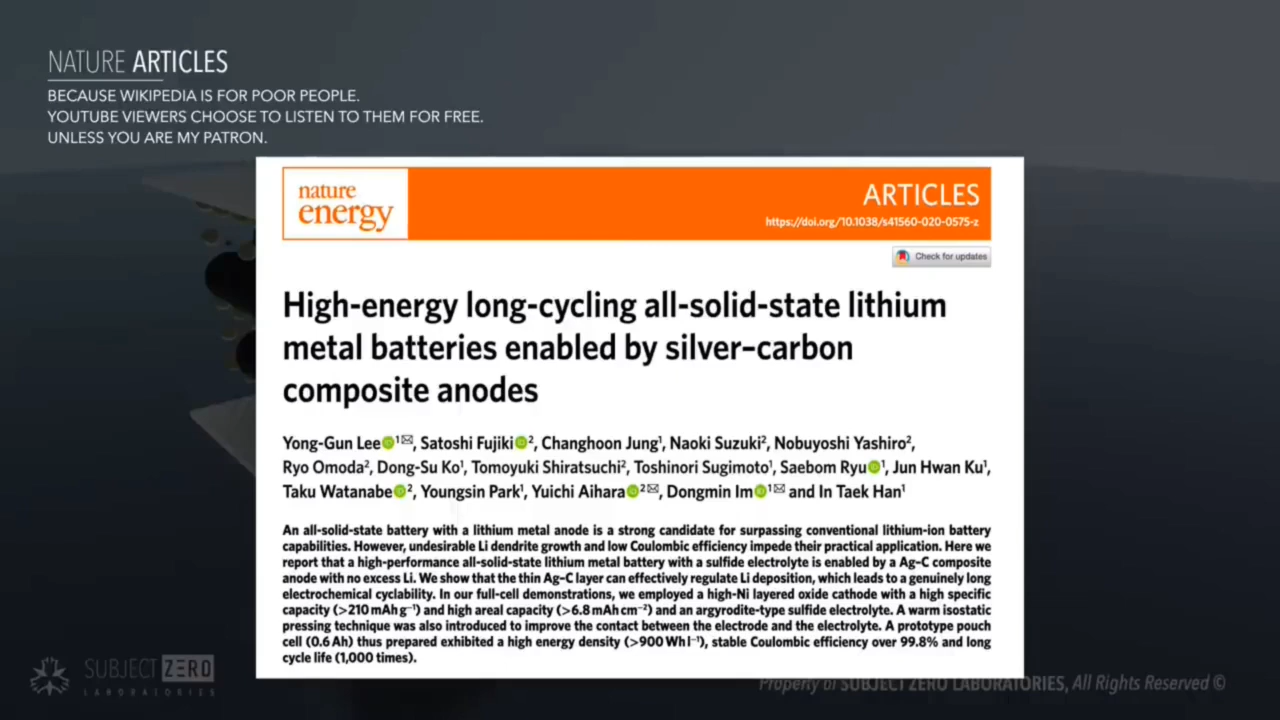 NATURE ARTICLES
BECAUSE WIKIPEDIA IS FOR POOR PEOPLE.
YOUTUBE VIEWERS CHOOSE TO LISTEN TO THEM FOR FREE.
UNLESS YOU ARE MY PATRON.
nature
energy
ARTICLES
https://doi.org/10.1038/s41560-020-0575-z
Check for updates
High-energy long-cycling all-solid-state lithium
metal batteries enabled by silver–carbon
composite anodes
Yong-Gun Lee¹✉, Satoshi Fujiki², Changhoon Jung¹, Naoki Suzuki², Nobuyoshi Yashiro²,
Ryo Omoda², Dong-Su Ko¹, Tomoyuki Shiratsuchi², Toshinori Sugimoto¹, Saebom Ryu¹, Jun Hwan Ku¹,
Taku Watanabe², Youngsin Park¹, Yuichi Aihara²✉, Dongmin Im¹✉ and In Taek Han¹
An all-solid-state battery with a lithium metal anode is a strong candidate for surpassing conventional lithium-ion battery
capabilities. However, undesirable Li dendrite growth and low Coulombic efficiency impede their practical application. Here we
report that a high-performance all-solid-state lithium metal battery with a sulfide electrolyte is enabled by a Ag–C composite
anode with no excess Li. We show that the thin Ag–C layer can effectively regulate Li deposition, which leads to a genuinely long
electrochemical cyclability. In our full-cell demonstrations, we employed a high-Ni layered oxide cathode with a high specific
capacity (>210 mAh g⁻¹) and high areal capacity (>6.8 mAh cm⁻²) and an argyrodite-type sulfide electrolyte. A warm isostatic
pressing technique was also introduced to improve the contact between the electrode and the electrolyte. A prototype pouch
cell (0.6 Ah) thus prepared exhibited a high energy density (>900 Wh l⁻¹), stable Coulombic efficiency over 99.8% and long
cycle life (1,000 times).
SUBJECT ZERO
LABORATORIES
Property of SUBJECT ZERO LABORATORIES, All Rights Reserved ©